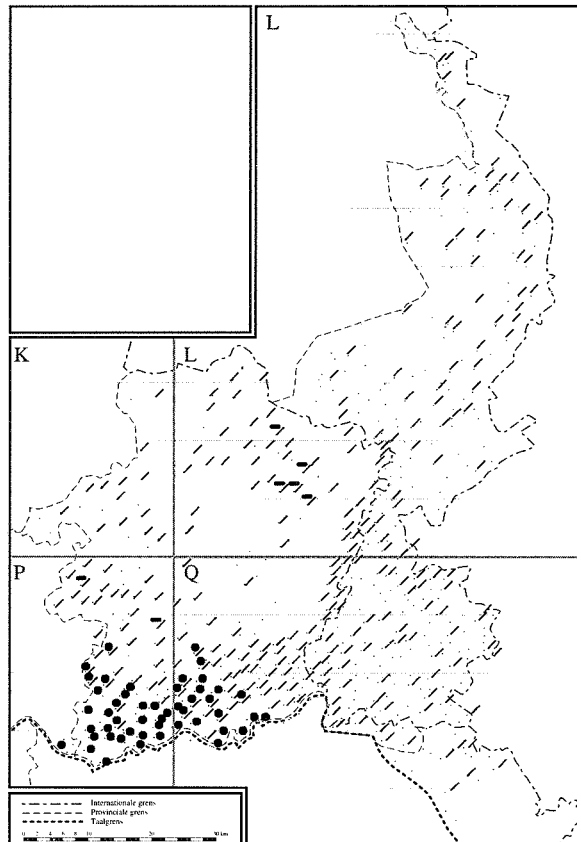 L
K L
P Q
Internationale grens
Provinciale grens
Taalgrens